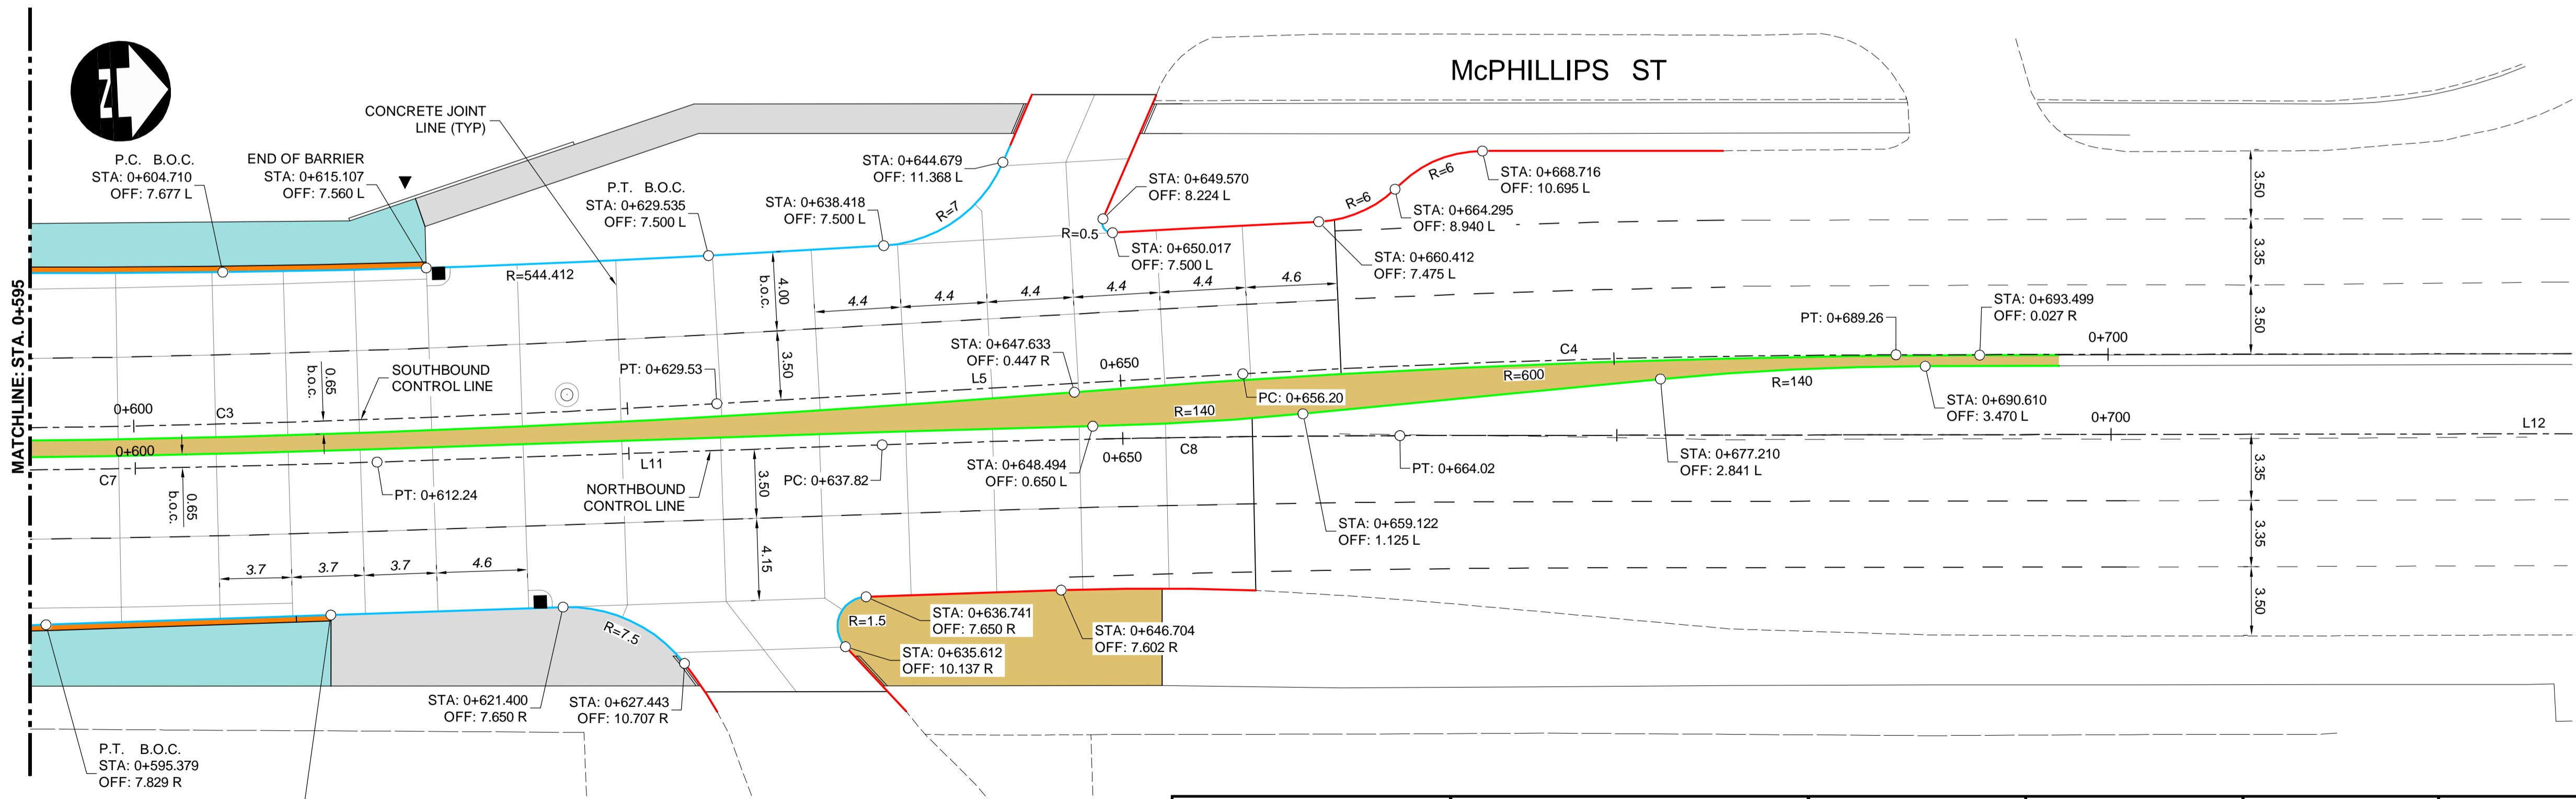 McPHILLIPS ST
N
CONCRETE JOINT
LINE (TYP)
P.C. B.O.C.
STA: 0+604.710
OFF: 7.677 L
END OF BARRIER
STA: 0+615.107
OFF: 7.560 L
P.T. B.O.C.
STA: 0+629.535
OFF: 7.500 L
STA: 0+638.418
OFF: 7.500 L
STA: 0+644.679
OFF: 11.368 L
R=7
STA: 0+649.570
OFF: 8.224 L
R=0.5
STA: 0+650.017
OFF: 7.500 L
R=6
R=6
STA: 0+668.716
OFF: 10.695 L
STA: 0+664.295
OFF: 8.940 L
STA: 0+660.412
OFF: 7.475 L
3.50
3.35
3.50
R=544.412
4.00
b.o.c.
4.4
4.4
4.4
4.4
4.4
4.6
MATCHLINE: STA. 0+595
0.65
b.o.c.
SOUTHBOUND
CONTROL LINE
PT: 0+629.53
3.50
STA: 0+647.633
OFF: 0.447 R
0+650
L5
C4
PT: 0+689.26
STA: 0+693.499
OFF: 0.027 R
0+700
0+600
C3
PC: 0+656.20
R=600
R=140
R=140
STA: 0+690.610
OFF: 3.470 L
0+700
L12
0+600
C7
0.65
b.o.c.
PT: 0+612.24
L11
NORTHBOUND
CONTROL LINE
3.50
PC: 0+637.82
STA: 0+648.494
OFF: 0.650 L
0+650
C8
PT: 0+664.02
STA: 0+677.210
OFF: 2.841 L
STA: 0+659.122
OFF: 1.125 L
3.35
3.35
3.50
4.15
3.7
3.7
3.7
4.6
R=7.5
R=1.5
STA: 0+636.741
OFF: 7.650 R
STA: 0+635.612
OFF: 10.137 R
STA: 0+646.704
OFF: 7.602 R
STA: 0+621.400
OFF: 7.650 R
STA: 0+627.443
OFF: 10.707 R
P.T. B.O.C.
STA: 0+595.379
OFF: 7.829 R